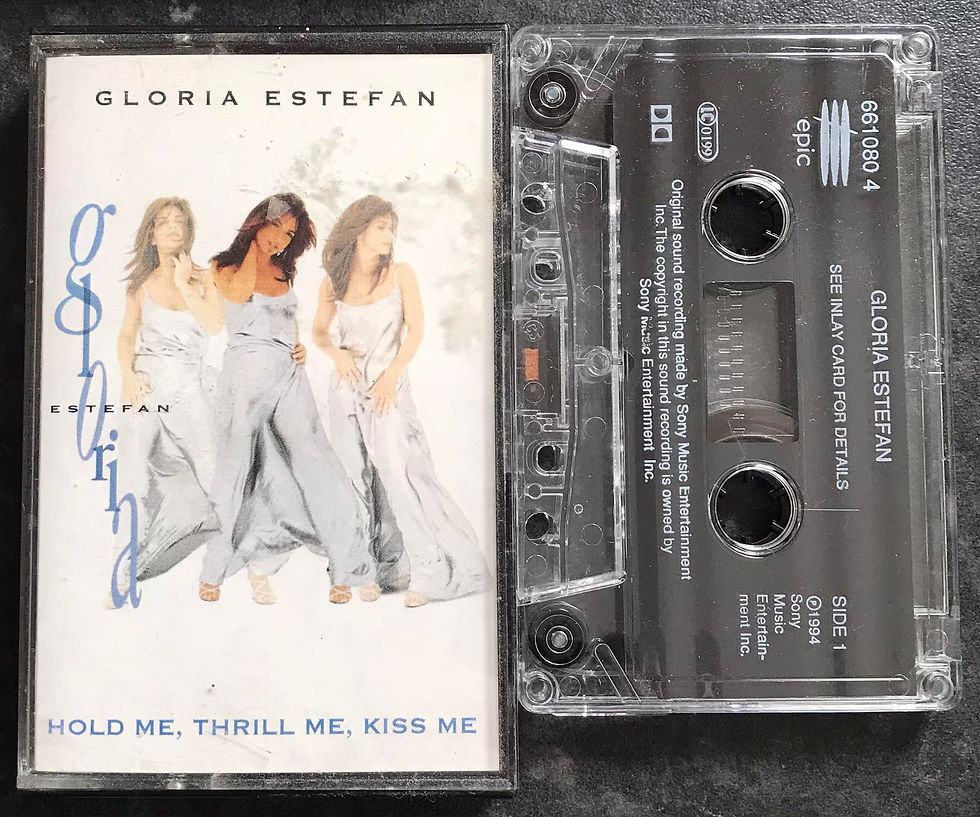 GLORIA ESTEFAN
gloria
ESTEFAN
HOLD ME, THRILL ME, KISS ME
661080 4
epic
LC0199
GLORIA ESTEFAN
SEE INLAY CARD FOR DETAILS
SIDE 1
℗1994
Sony
Music
Entertain-
ment Inc.
Original sound recording made by Sony Music Entertainment
Inc.The copyright in this sound recording is owned by
Sony Music Entertainment Inc.